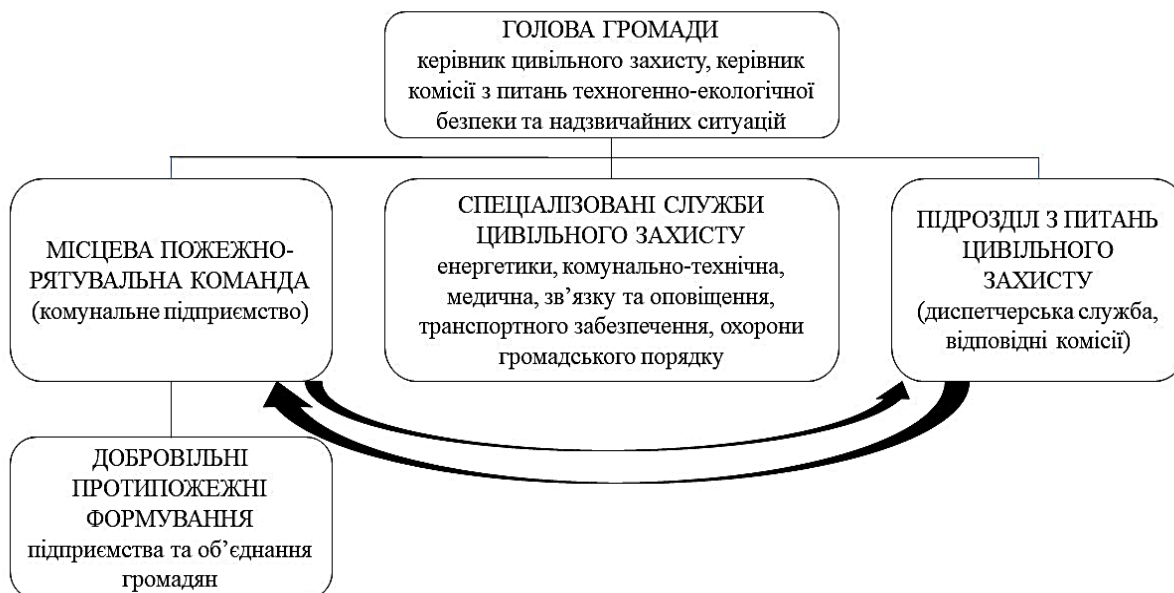 ГОЛОВА ГРОМАДИ
керівник цивільного захисту, керівник
комісії з питань техногенно-екологічної
безпеки та надзвичайних ситуацій
МІСЦЕВА ПОЖЕЖНО-
РЯТУВАЛЬНА КОМАНДА
(комунальне підприємство)
СПЕЦІАЛІЗОВАНІ СЛУЖБИ
ЦИВІЛЬНОГО ЗАХИСТУ
енергетики, комунально-технічна,
медична, зв’язку та оповіщення,
транспортного забезпечення, охорони
громадського порядку
ПІДРОЗДІЛ З ПИТАНЬ
ЦИВІЛЬНОГО
ЗАХИСТУ
(диспетчерська служба,
відповідні комісії)
ДОБРОВІЛЬНІ
ПРОТИПОЖЕЖНІ
ФОРМУВАННЯ
підприємства та об’єднання
громадян